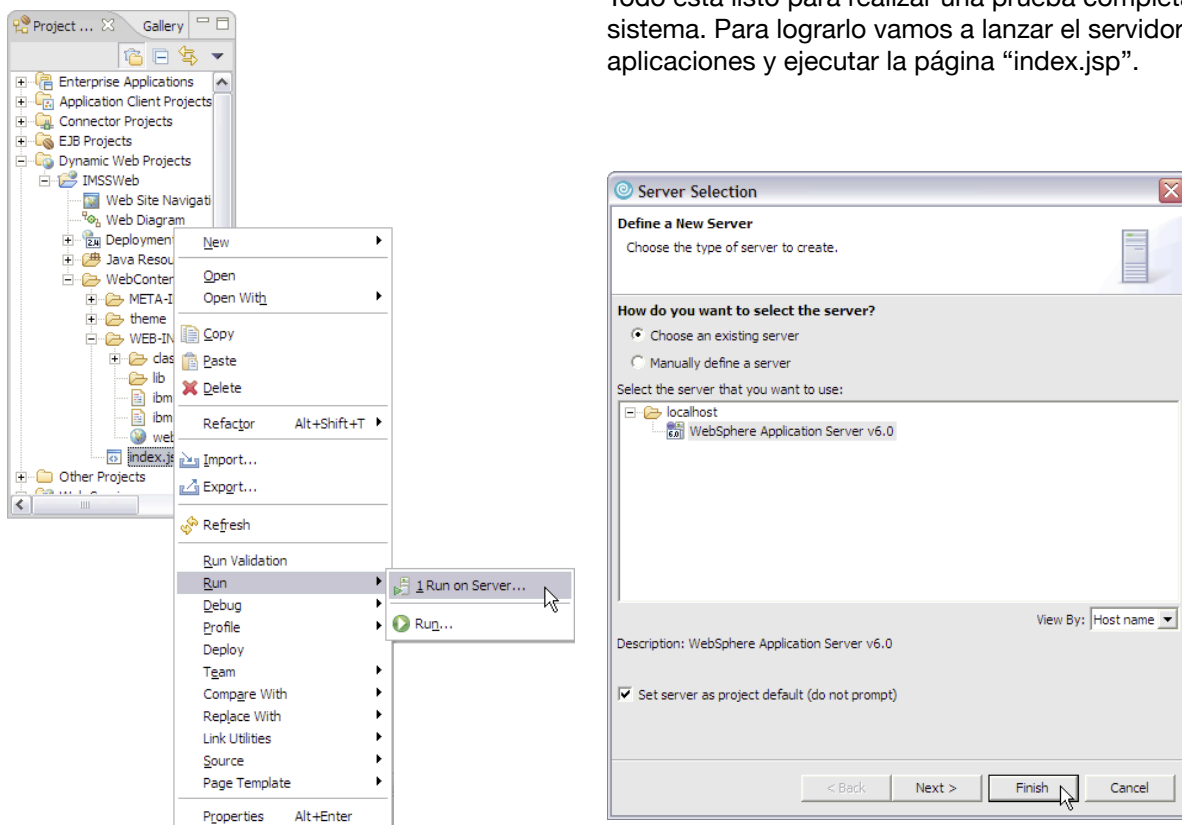 Todo está listo para realizar una prueba completa
sistema. Para lograrlo vamos a lanzar el servidor
aplicaciones y ejecutar la página “index.jsp”.
Project ... Gallery
Enterprise Applications
Application Client Projects
Connector Projects
EJB Projects
Dynamic Web Projects
IMSSWeb
Web Site Navigati
Web Diagram
Deploymen
Java Resou
WebConten
META-I
theme
WEB-IN
clas
lib
ibm
ibm
web
index.js
Other Projects
New
Open
Open With
Copy
Paste
Delete
Refactor Alt+Shift+T
Import...
Export...
Refresh
Run Validation
Run
Debug
Profile
Deploy
Team
Compare With
Replace With
Link Utilities
Source
Page Template
Properties Alt+Enter
1 Run on Server...
Run...
Server Selection
Define a New Server
Choose the type of server to create.
How do you want to select the server?
Choose an existing server
Manually define a server
Select the server that you want to use:
localhost
WebSphere Application Server v6.0
View By: Host name
Description: WebSphere Application Server v6.0
Set server as project default (do not prompt)
< Back Next > Finish Cancel